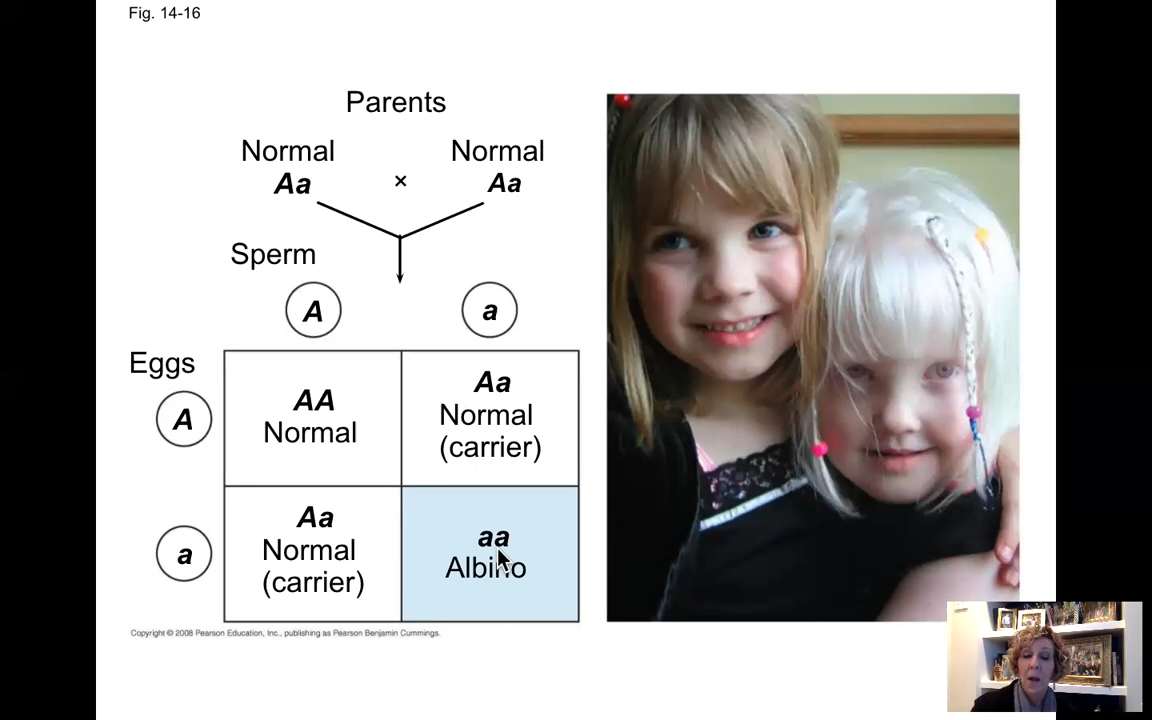 Fig. 14-16
Parents
Normal Normal
Aa × Aa
Sperm
A a
Eggs
A
AA
Normal
Aa
Normal
(carrier)
a
Aa
Normal
(carrier)
aa
Albino
Copyright © 2008 Pearson Education, Inc., publishing as Pearson Benjamin Cummings.